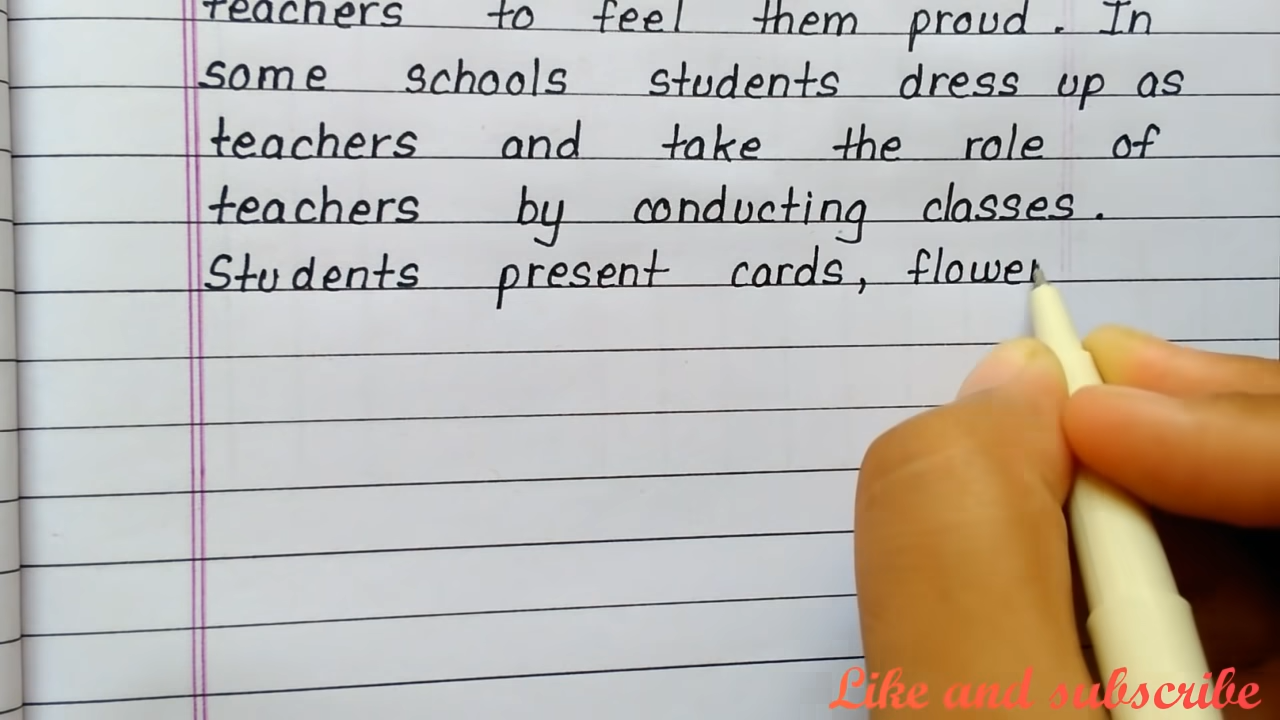 teachers to feel them proud. In
some schools students dress up as
teachers and take the role of
teachers by conducting classes.
Students present cards, flower
Like and subscribe